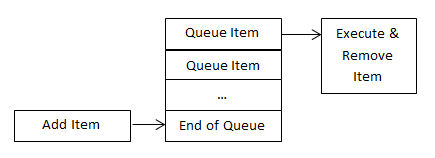 Queue Item
Execute &
Remove
Item
Queue Item
...
Add Item
End of Queue